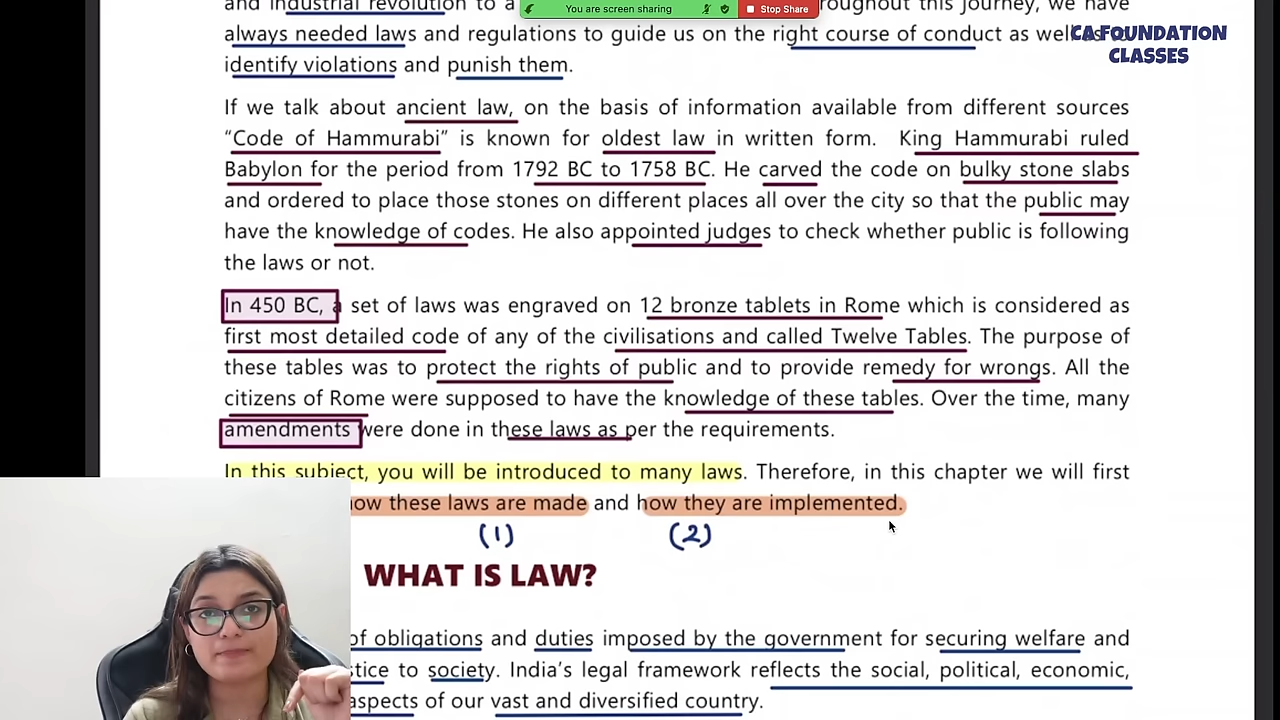 and industrial revolution to a
You are screen sharing
Stop Share
roughout this journey, we have
always needed laws and regulations to guide us on the right course of conduct as well as
CA FOUNDATION
CLASSES
identify violations and punish them.
If we talk about ancient law, on the basis of information available from different sources
“Code of Hammurabi” is known for oldest law in written form. King Hammurabi ruled
Babylon for the period from 1792 BC to 1758 BC. He carved the code on bulky stone slabs
and ordered to place those stones on different places all over the city so that the public may
have the knowledge of codes. He also appointed judges to check whether public is following
the laws or not.
In 450 BC, a set of laws was engraved on 12 bronze tablets in Rome which is considered as
first most detailed code of any of the civilisations and called Twelve Tables. The purpose of
these tables was to protect the rights of public and to provide remedy for wrongs. All the
citizens of Rome were supposed to have the knowledge of these tables. Over the time, many
amendments were done in these laws as per the requirements.
In this subject, you will be introduced to many laws. Therefore, in this chapter we will first
how these laws are made and how they are implemented.
(1) (2)
WHAT IS LAW?
of obligations and duties imposed by the government for securing welfare and
stice to society. India’s legal framework reflects the social, political, economic,
aspects of our vast and diversified country.